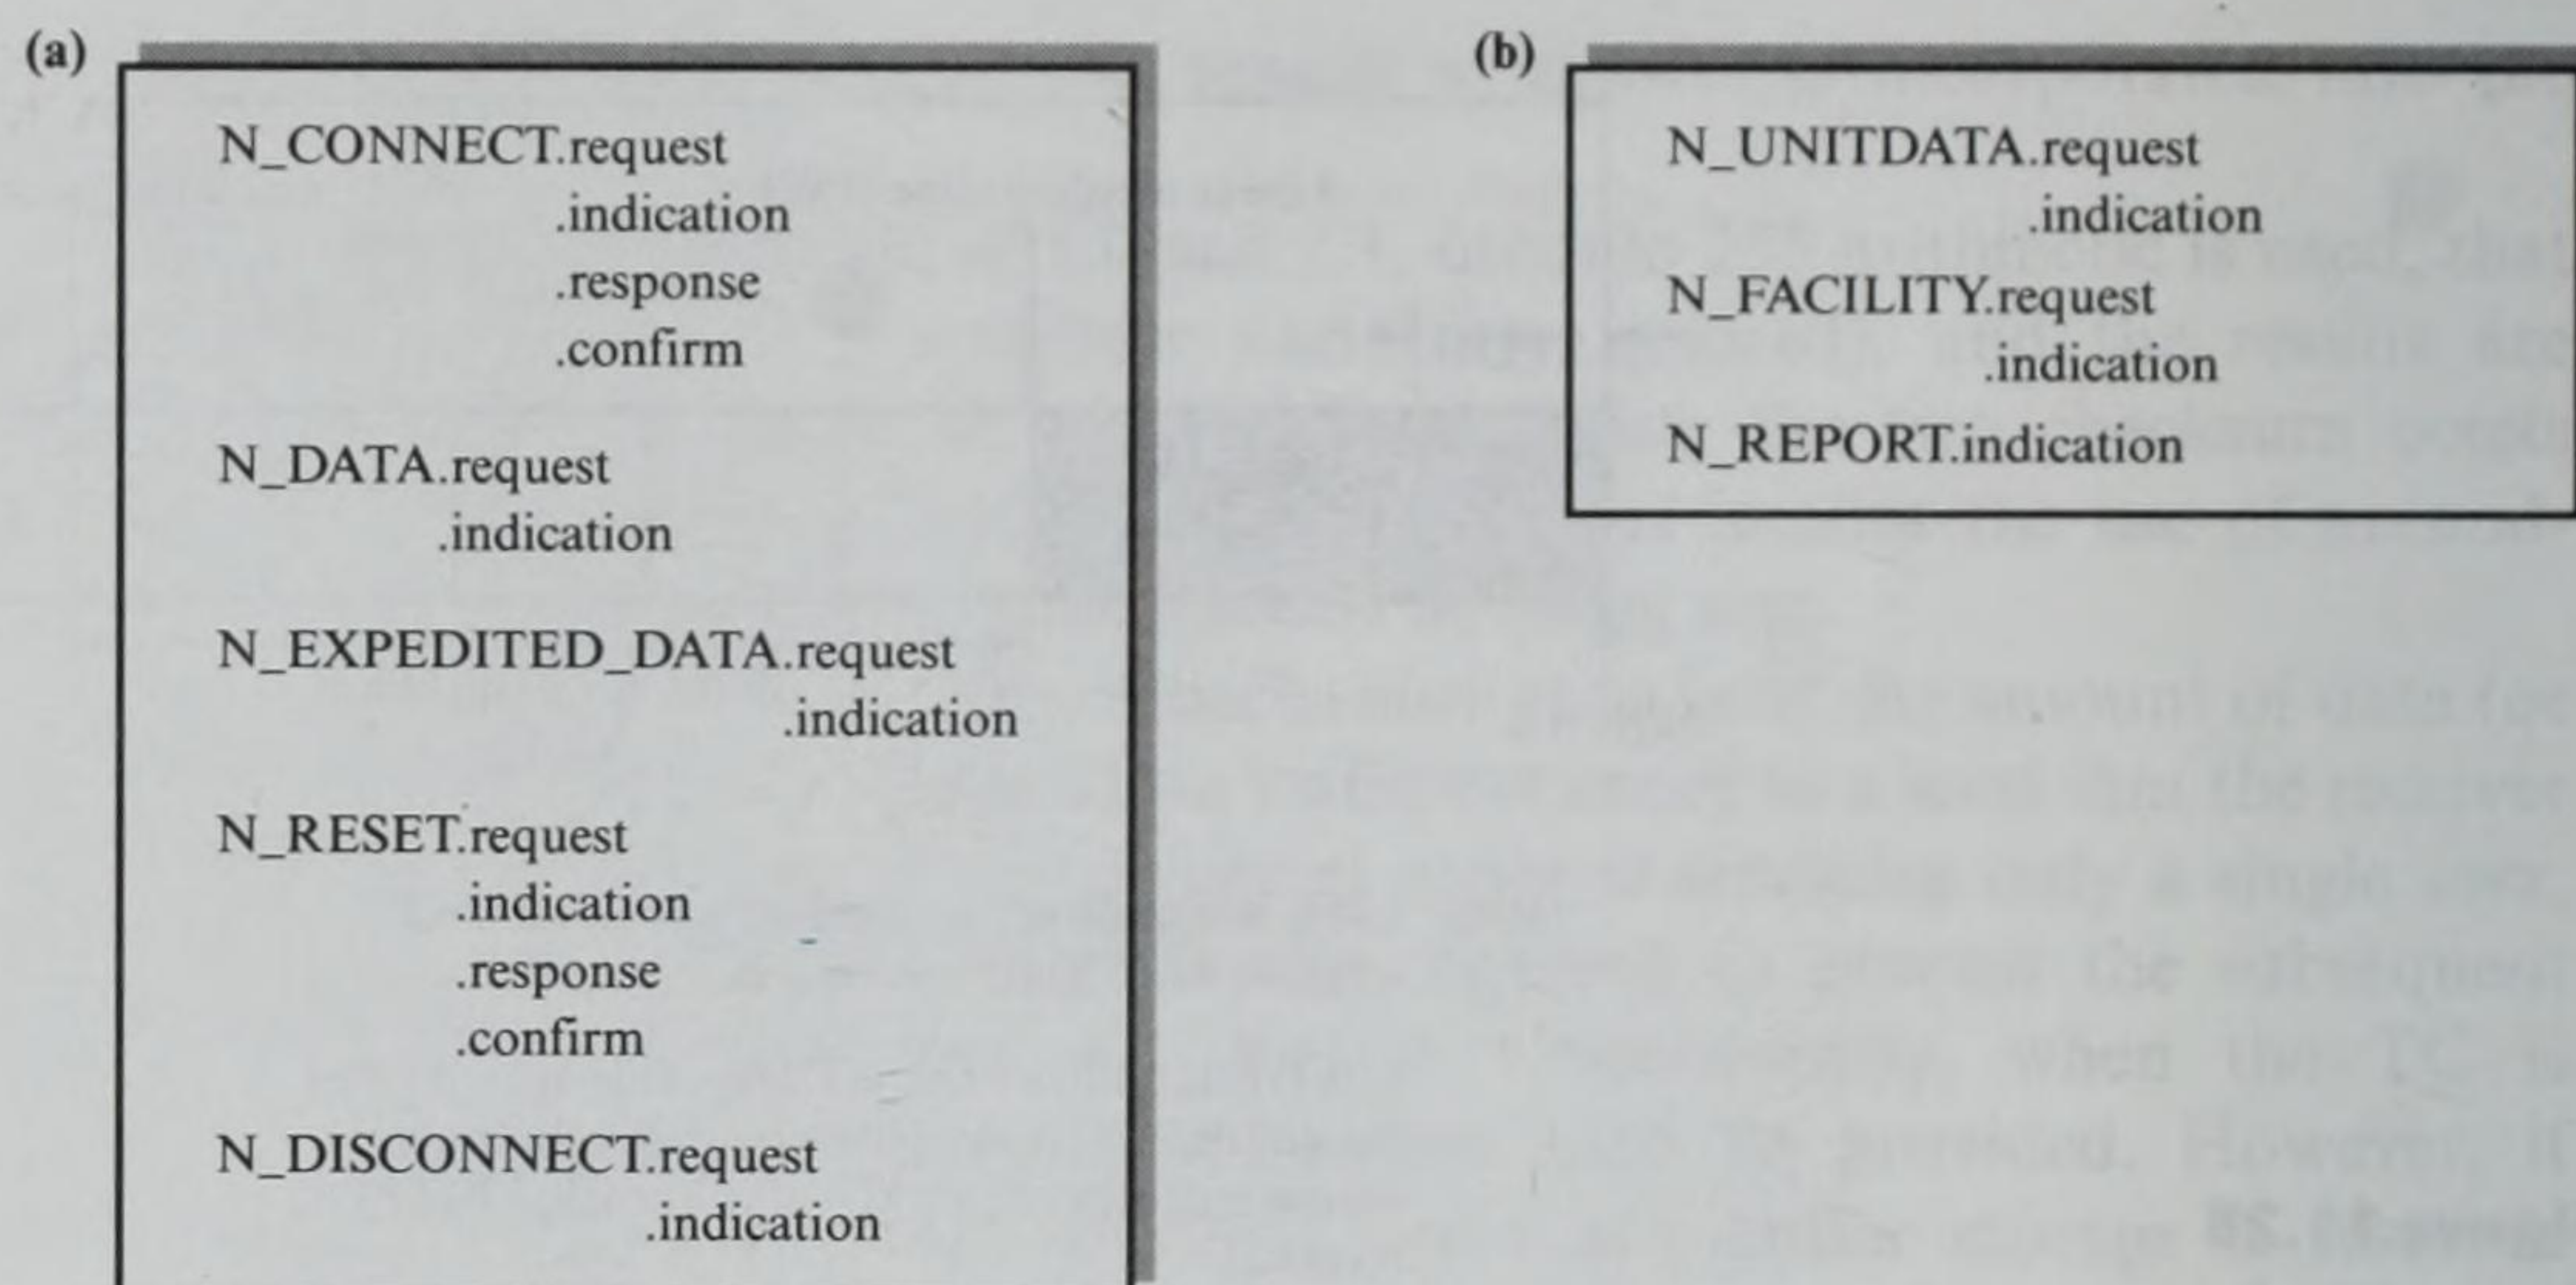 (a)
N_CONNECT.request
.indication
.response
.confirm
N_DATA.request
.indication
N_EXPEDITED_DATA.request
.indication
N_RESET.request
.indication
.response
.confirm
N_DISCONNECT.request
.indication
(b)
N_UNITDATA.request
.indication
N_FACILITY.request
.indication
N_REPORT.indication